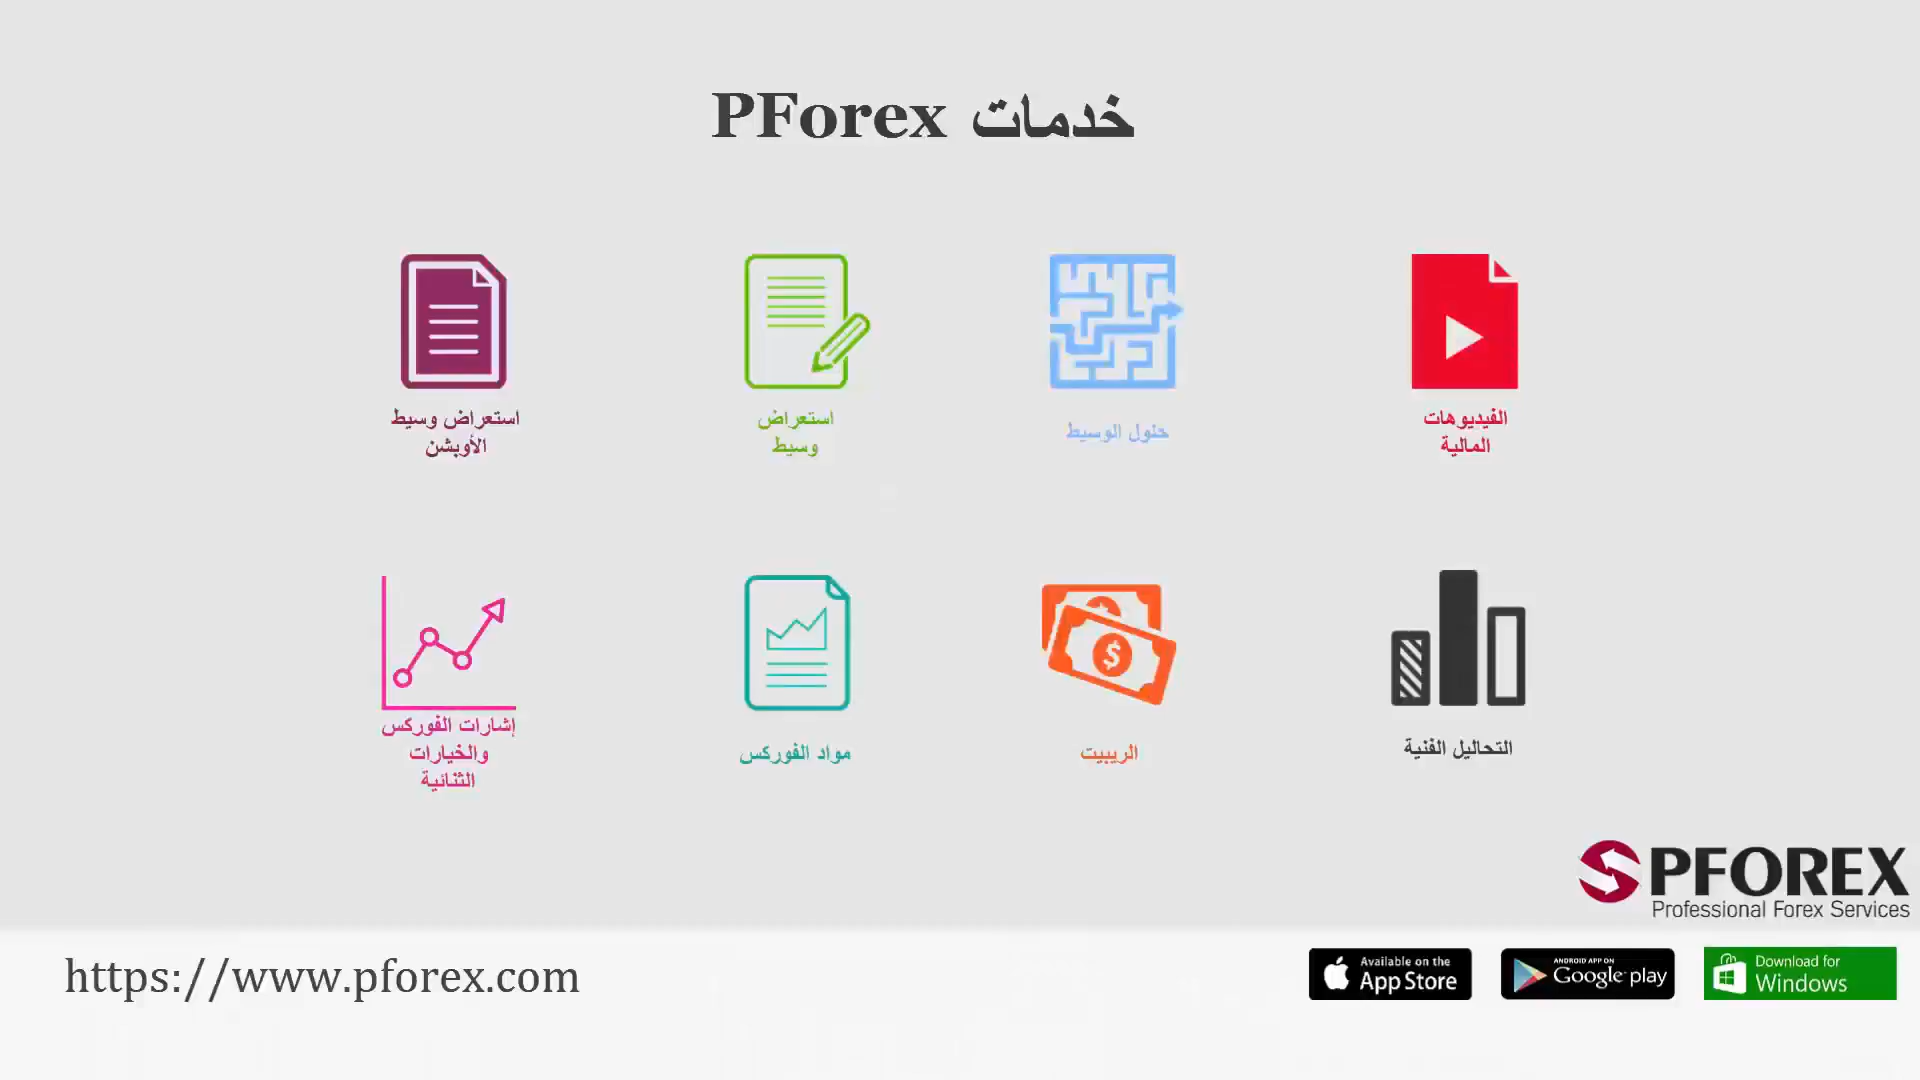 خدمات PForex
الفيديوهات
المالية
حلول الوسيط
استعراض
وسيط
استعراض وسيط
الأوبشن
التحاليل الفنية
الريبيت
مواد الفوركس
إشارات الفوركس
والخيارات
الثنائية
PFOREX
Professional Forex Services
https://www.pforex.com
Available on the
App Store
ANDROID APP ON
Google play
Download for
Windows